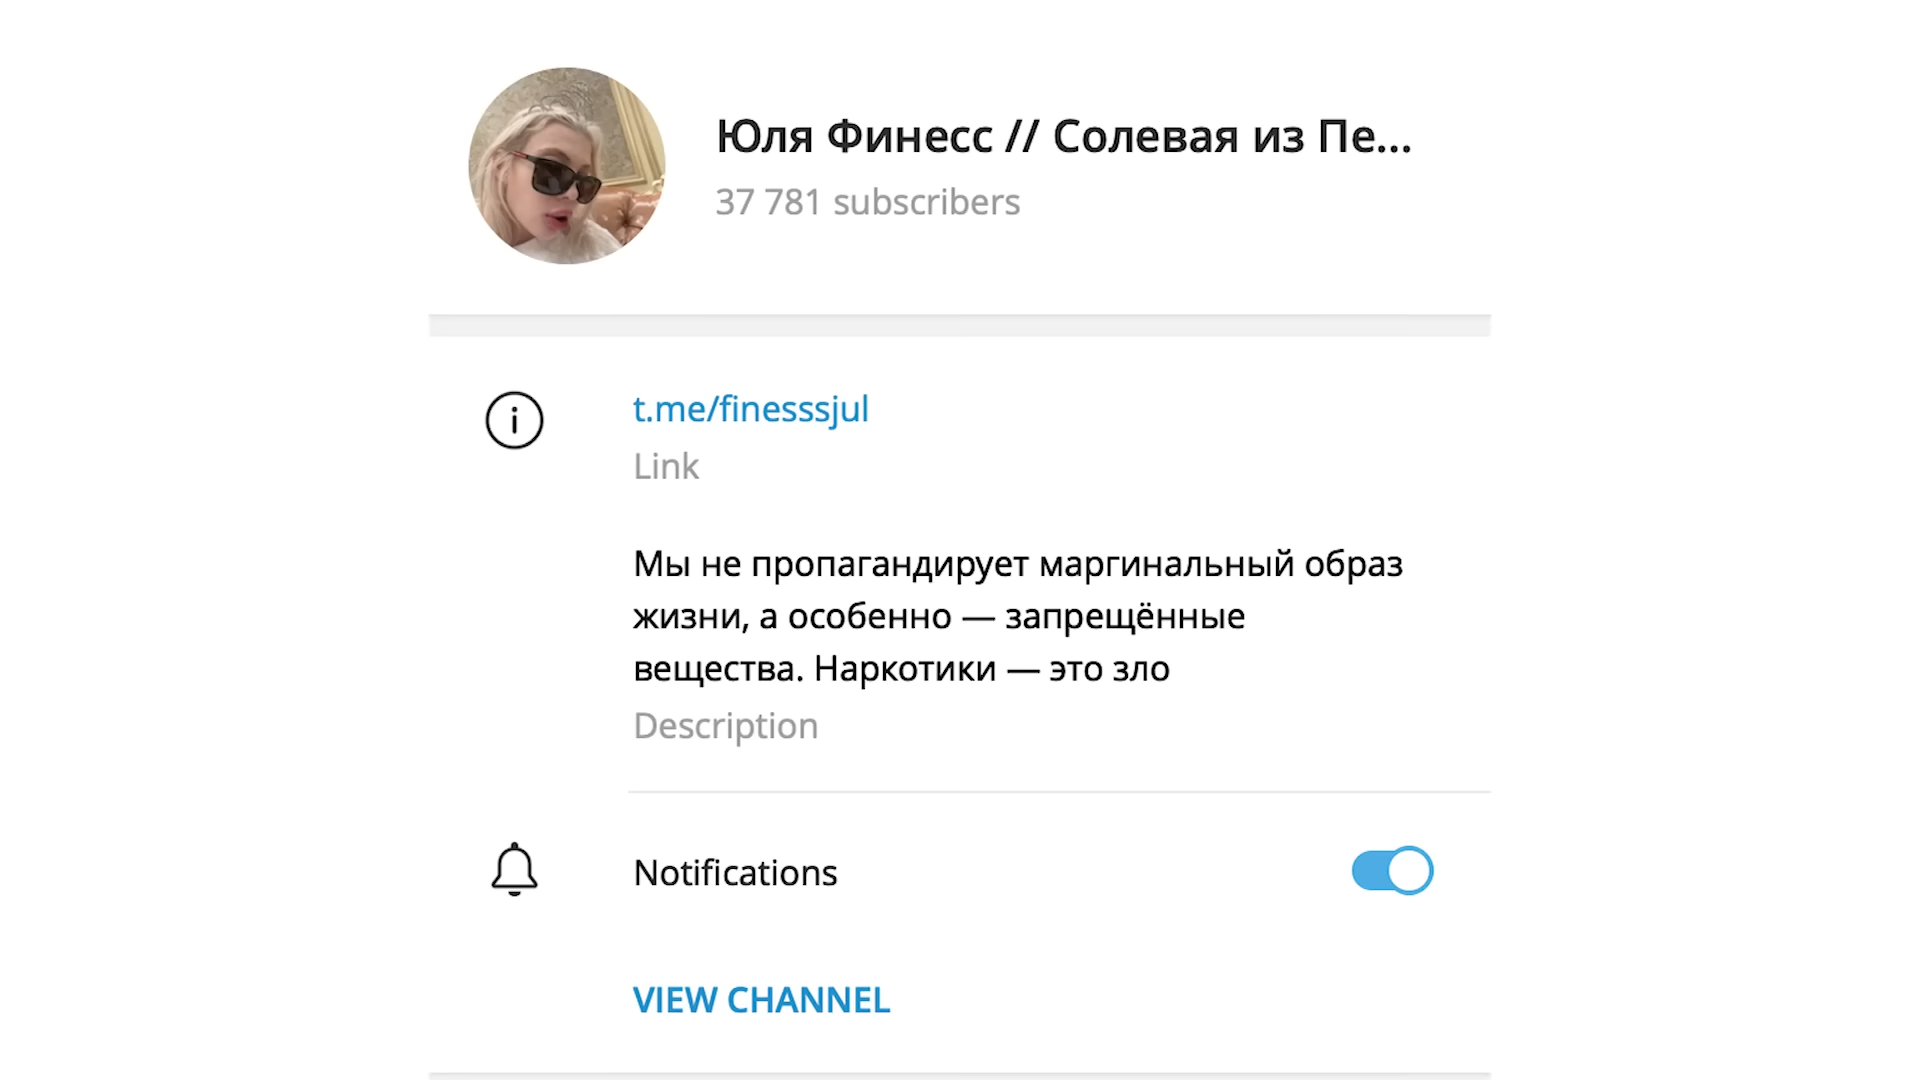 Юля Финесс // Солевая из Пе...
37 781 subscribers
t.me/finesssjul
Link
Мы не пропагандирует маргинальный образ
жизни, а особенно — запрещённые
вещества. Наркотики — это зло
Description
Notifications
VIEW CHANNEL